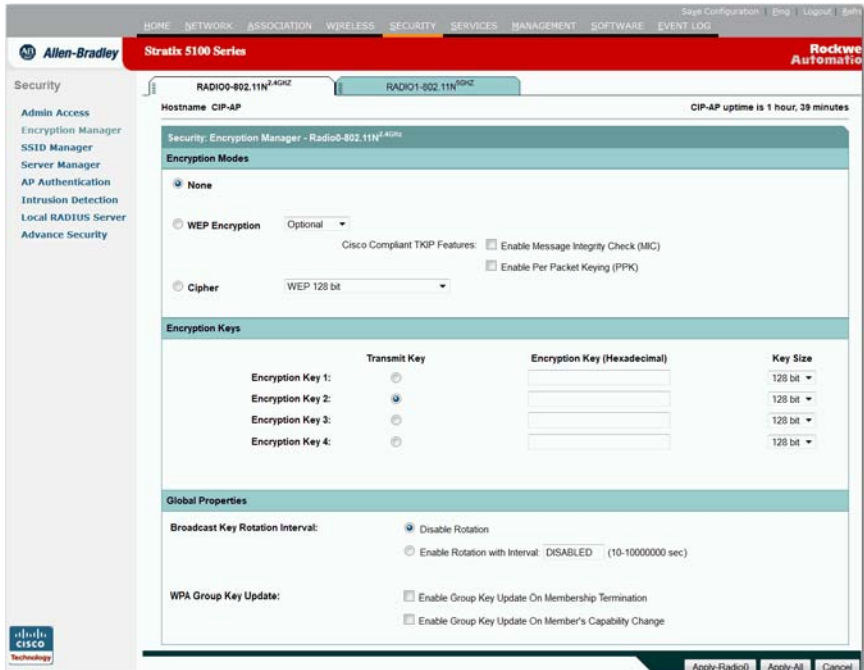 Save Configuration | Ping | Logout | Refr
HOME NETWORK ASSOCIATION WIRELESS SECURITY SERVICES MANAGEMENT SOFTWARE EVENT LOG
AB Allen-Bradley
Stratix 5100 Series
Rockwe
Automatio
Security
Admin Access
Encryption Manager
SSID Manager
Server Manager
AP Authentication
Intrusion Detection
Local RADIUS Server
Advance Security
RADIO0-802.11N2.4GHZ
RADIO1-802.11N5GHZ
Hostname CIP-AP
CIP-AP uptime is 1 hour, 39 minutes
Security: Encryption Manager - Radio0-802.11N2.4GHz
Encryption Modes
None
WEP Encryption Optional
Cisco Compliant TKIP Features: Enable Message Integrity Check (MIC)
Enable Per Packet Keying (PPK)
Cipher WEP 128 bit
Encryption Keys
Transmit Key Encryption Key (Hexadecimal) Key Size
Encryption Key 1: 128 bit
Encryption Key 2: 128 bit
Encryption Key 3: 128 bit
Encryption Key 4: 128 bit
Global Properties
Broadcast Key Rotation Interval: Disable Rotation
Enable Rotation with Interval: DISABLED (10-10000000 sec)
WPA Group Key Update: Enable Group Key Update On Membership Termination
Enable Group Key Update On Member's Capability Change
CISCO
Technology
Apply-Radio0 Apply-All Cancel